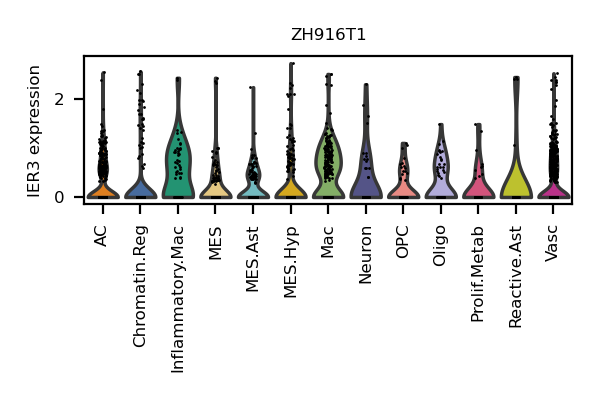 ZH916T1
IER3 expression
2
0
AC
Chromatin.Reg
Inflammatory.Mac
MES
MES.Ast
MES.Hyp
Mac
Neuron
OPC
Oligo
Prolif.Metab
Reactive.Ast
Vasc